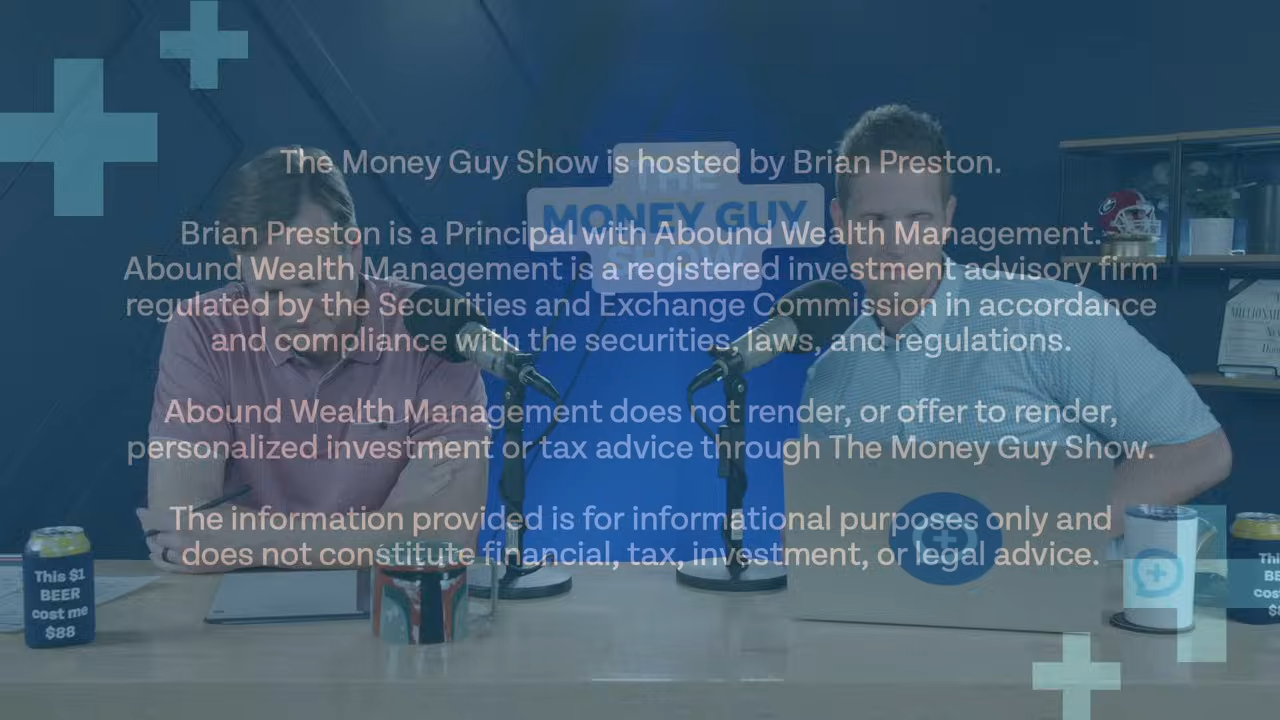 The Money Guy Show is hosted by Brian Preston.
THE
MONEY GUY
SHOW
Brian Preston is a Principal with Abound Wealth Management.
Abound Wealth Management is a registered investment advisory firm
regulated by the Securities and Exchange Commission in accordance
and compliance with the securities, laws, and regulations.
Abound Wealth Management does not render, or offer to render,
personalized investment or tax advice through The Money Guy Show.
The information provided is for informational purposes only and
does not constitute financial, tax, investment, or legal advice.
This $1
BEER
cost me
$88